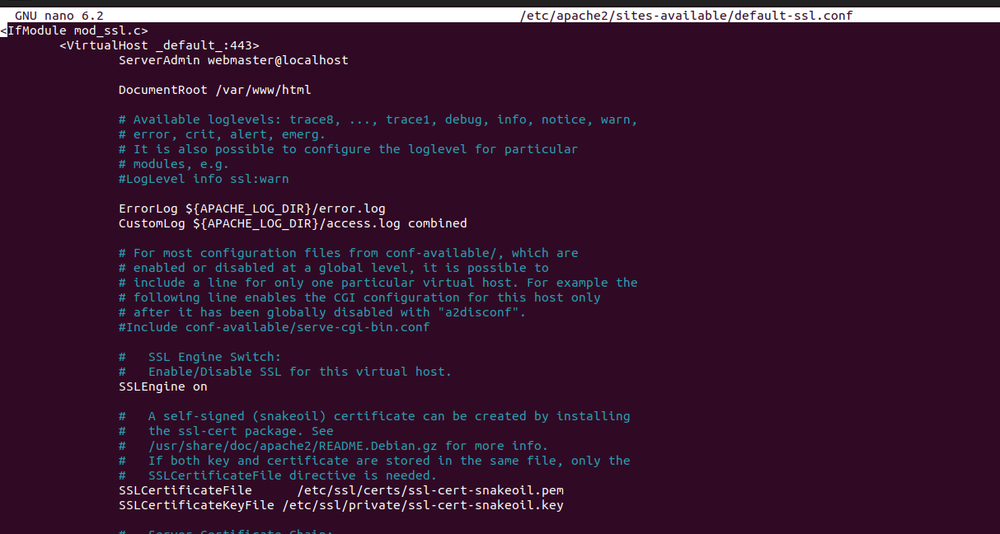 GNU nano 6.2 /etc/apache2/sites-available/default-ssl.conf
<IfModule mod_ssl.c>
<VirtualHost _default_:443>
ServerAdmin webmaster@localhost
DocumentRoot /var/www/html
# Available loglevels: trace8, ..., trace1, debug, info, notice, warn,
# error, crit, alert, emerg.
# It is also possible to configure the loglevel for particular
# modules, e.g.
#LogLevel info ssl:warn
ErrorLog ${APACHE_LOG_DIR}/error.log
CustomLog ${APACHE_LOG_DIR}/access.log combined
# For most configuration files from conf-available/, which are
# enabled or disabled at a global level, it is possible to
# include a line for only one particular virtual host. For example the
# following line enables the CGI configuration for this host only
# after it has been globally disabled with "a2disconf".
#Include conf-available/serve-cgi-bin.conf
#   SSL Engine Switch:
#   Enable/Disable SSL for this virtual host.
SSLEngine on
#   A self-signed (snakeoil) certificate can be created by installing
#   the ssl-cert package. See
#   /usr/share/doc/apache2/README.Debian.gz for more info.
#   If both key and certificate are stored in the same file, only the
#   SSLCertificateFile directive is needed.
SSLCertificateFile      /etc/ssl/certs/ssl-cert-snakeoil.pem
SSLCertificateKeyFile /etc/ssl/private/ssl-cert-snakeoil.key
#   Server Certificate Chain: